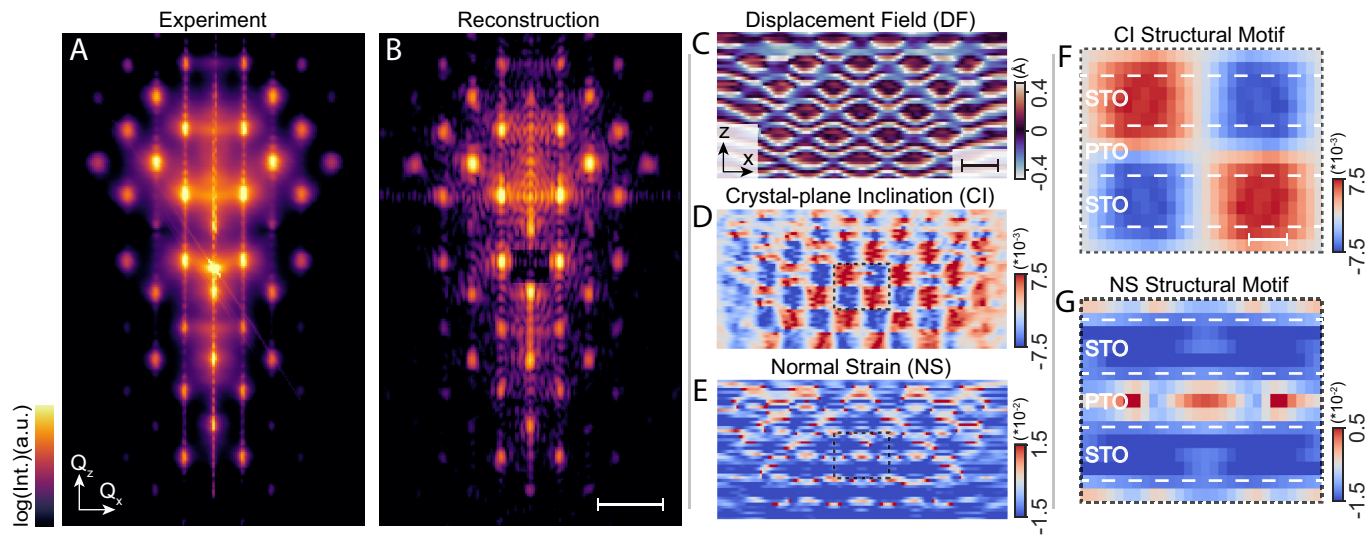 Experiment
A
log(Int.)(a.u.)
Qz
Qx
Reconstruction
B
Displacement Field (DF)
C
z
x
(Å)
0.4
0
-0.4
Crystal-plane Inclination (CI)
D
(*10-3)
7.5
-7.5
Normal Strain (NS)
E
(*10-2)
1.5
-1.5
CI Structural Motif
F
STO
PTO
STO
(*10-3)
7.5
-7.5
NS Structural Motif
G
STO
PTO
STO
(*10-2)
0.5
-1.5